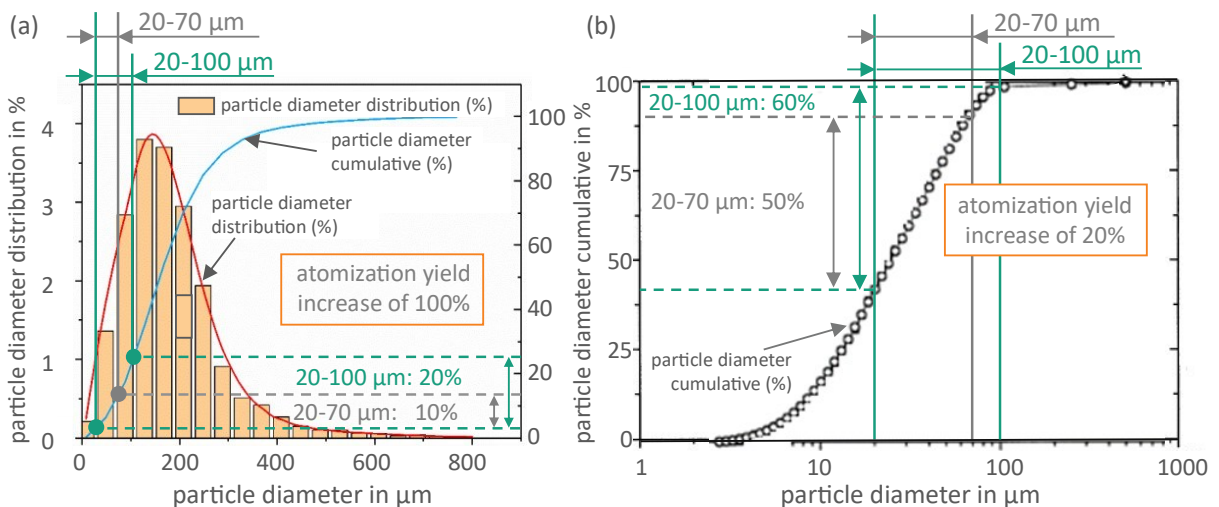 (a)
20-70 µm
20-100 µm
particle diameter distribution (%)
particle diameter
cumulative (%)
particle diameter
distribution (%)
atomization yield
increase of 100%
20-100 µm: 20%
20-70 µm: 10%
particle diameter distribution in %
4
3
2
1
0
100
80
60
40
20
0
0
200
400
600
800
particle diameter in µm
(b)
20-70 µm
20-100 µm
20-100 µm: 60%
20-70 µm: 50%
atomization yield
increase of 20%
particle diameter
cumulative (%)
particle diameter cumulative in %
100
75
50
25
0
1
10
100
1000
particle diameter in µm